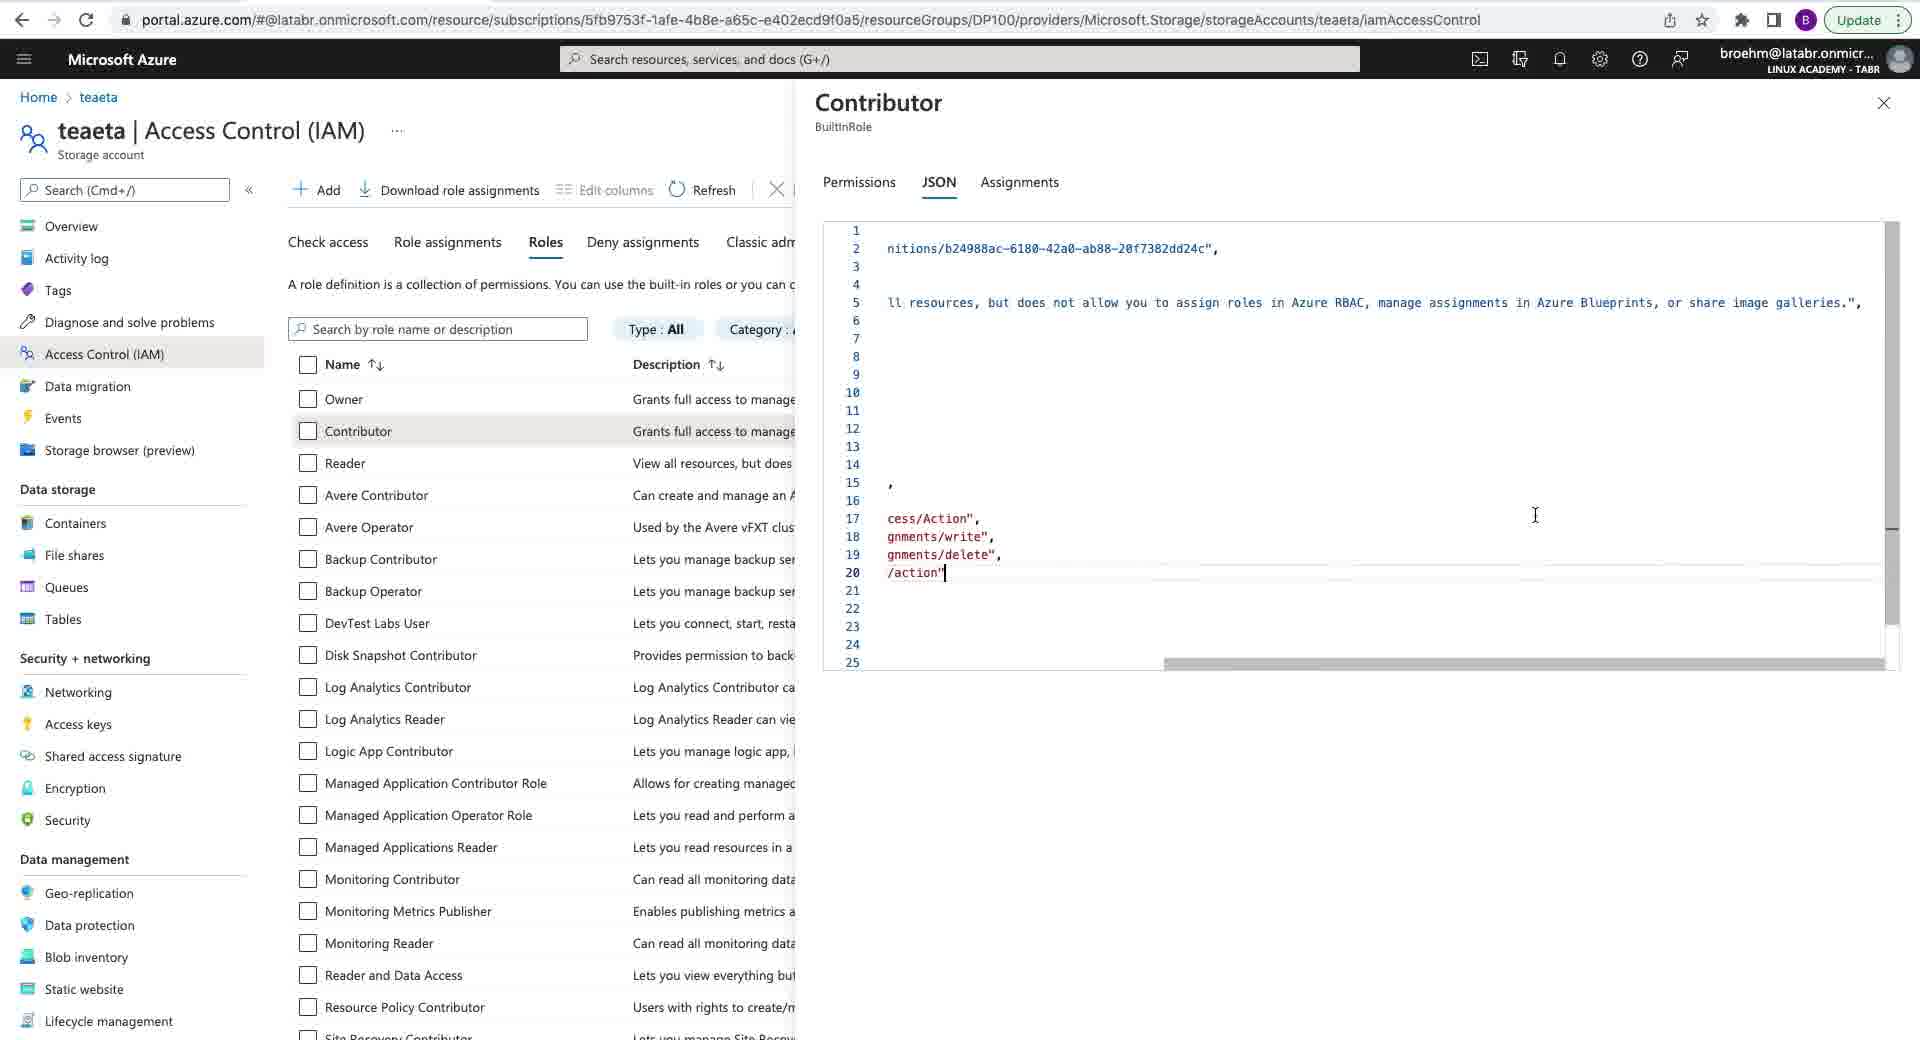 portal.azure.com/#@latabr.onmicrosoft.com/resource/subscriptions/5fb9753f-1afe-4b8e-a65c-e402ecd9f0a5/resourceGroups/DP100/providers/Microsoft.Storage/storageAccounts/teaeta/iamAccessControl
B
Update
Microsoft Azure
Search resources, services, and docs (G+/)
broehm@latabr.onmicr...
LINUX ACADEMY - TABR
Home > teaeta
teaeta | Access Control (IAM) ...
Storage account
Search (Cmd+/)
«
Overview
Activity log
Tags
Diagnose and solve problems
Access Control (IAM)
Data migration
Events
Storage browser (preview)
Data storage
Containers
File shares
Queues
Tables
Security + networking
Networking
Access keys
Shared access signature
Encryption
Security
Data management
Geo-replication
Data protection
Blob inventory
Static website
Lifecycle management
Add Download role assignments Edit columns Refresh
Check access Role assignments Roles Deny assignments Classic adm
A role definition is a collection of permissions. You can use the built-in roles or you can c
Search by role name or description
Type : All Category :
Name Description
Owner Grants full access to manage
Contributor Grants full access to manage
Reader View all resources, but does
Avere Contributor Can create and manage an A
Avere Operator Used by the Avere vFXT clus
Backup Contributor Lets you manage backup ser
Backup Operator Lets you manage backup ser
DevTest Labs User Lets you connect, start, resta
Disk Snapshot Contributor Provides permission to back
Log Analytics Contributor Log Analytics Contributor ca
Log Analytics Reader Log Analytics Reader can vie
Logic App Contributor Lets you manage logic app,
Managed Application Contributor Role Allows for creating managed
Managed Application Operator Role Lets you read and perform a
Managed Applications Reader Lets you read resources in a
Monitoring Contributor Can read all monitoring data
Monitoring Metrics Publisher Enables publishing metrics a
Monitoring Reader Can read all monitoring data
Reader and Data Access Lets you view everything but
Resource Policy Contributor Users with rights to create/m
Site Recovery Contributor Lets you manage Site Recov
Contributor
BuiltInRole
Permissions JSON Assignments
1
2 nitions/b24988ac-6180-42a0-ab88-20f7382dd24c",
3
4
5 ll resources, but does not allow you to assign roles in Azure RBAC, manage assignments in Azure Blueprints, or share image galleries.",
6
7
8
9
10
11
12
13
14
15 ,
16
17 cess/Action",
18 gnments/write",
19 gnments/delete",
20 /action"
21
22
23
24
25